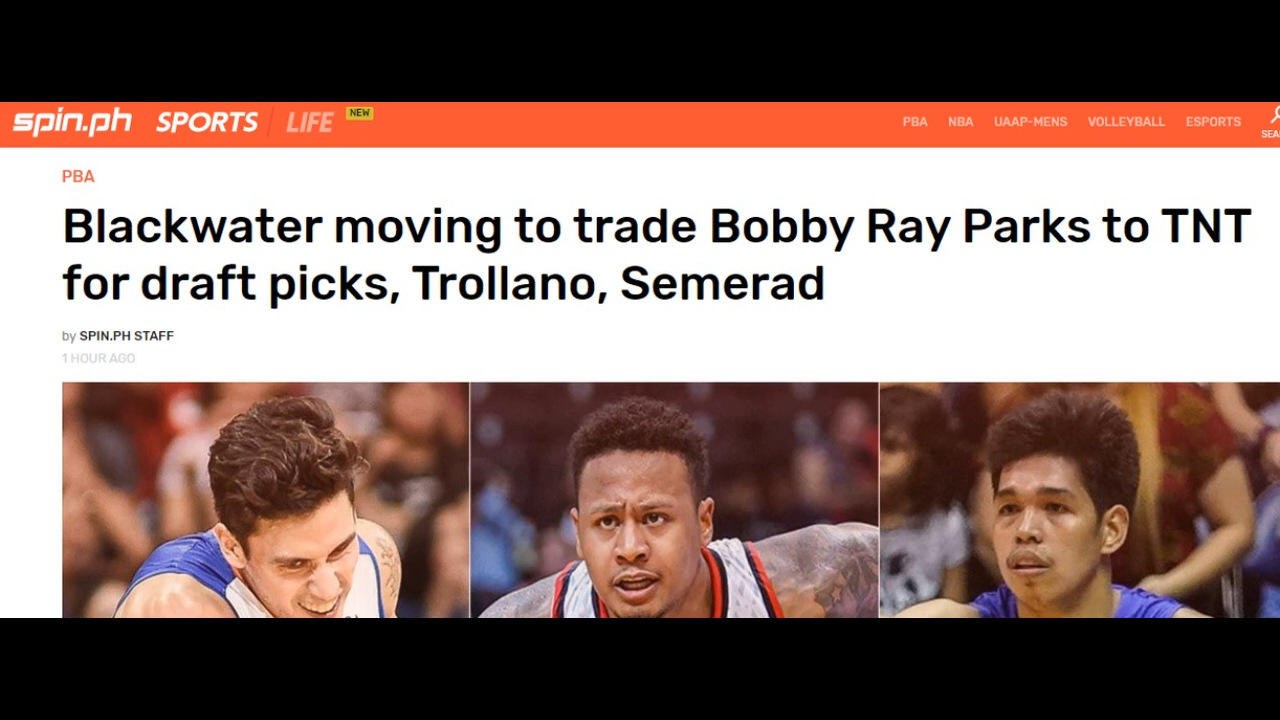 spin.ph SPORTS LIFE NEW PBA NBA UAAP-MENS VOLLEYBALL ESPORTS
PBA
Blackwater moving to trade Bobby Ray Parks to TNT
for draft picks, Trollano, Semerad
by SPIN.PH STAFF
1 HOUR AGO